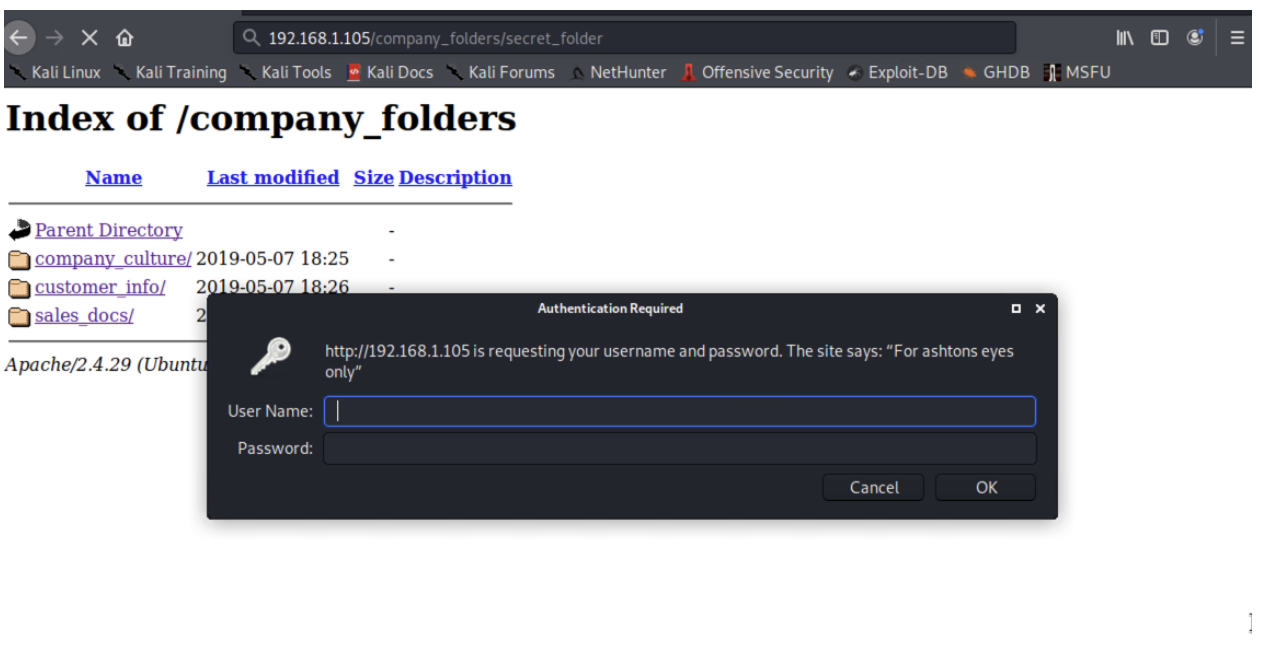 192.168.1.105/company_folders/secret_folder
Kali Linux Kali Training Kali Tools Kali Docs Kali Forums NetHunter Offensive Security Exploit-DB GHDB MSFU
Index of /company_folders
Name Last modified Size Description
Parent Directory -
company_culture/ 2019-05-07 18:25 -
customer_info/ 2019-05-07 18:26 -
sales_docs/ 2
Apache/2.4.29 (Ubuntu
Authentication Required
http://192.168.1.105 is requesting your username and password. The site says: “For ashtons eyes
only”
User Name:
Password:
Cancel OK